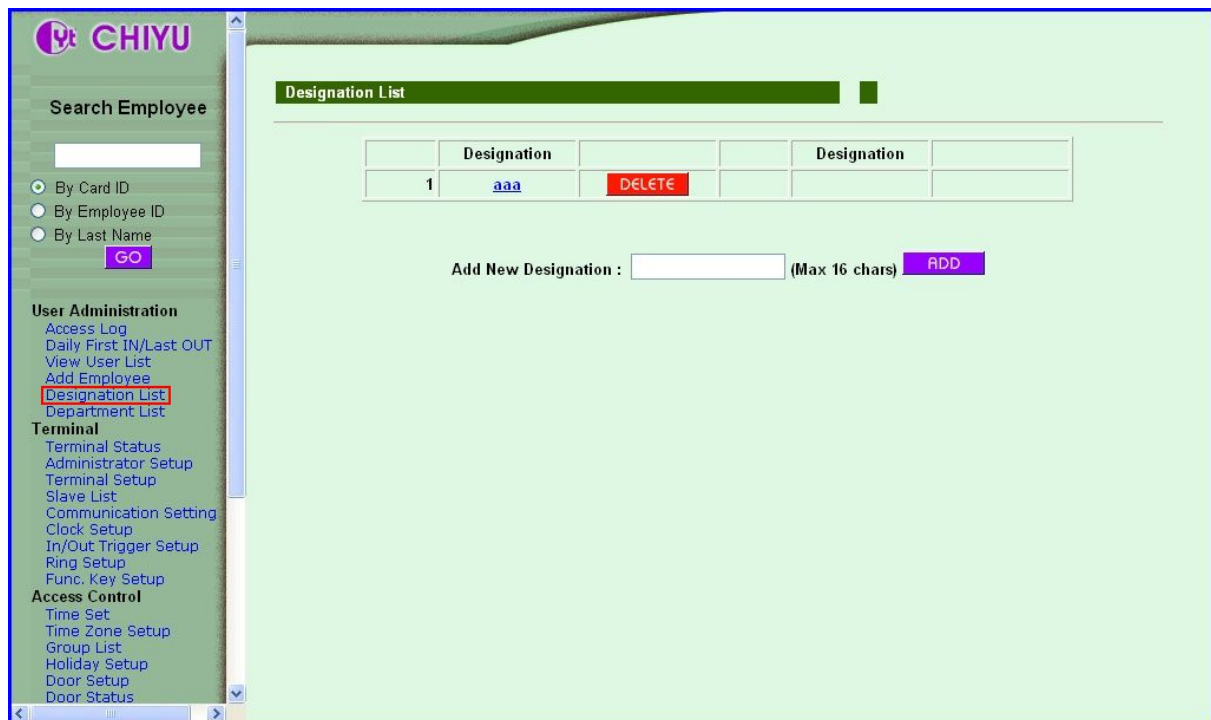 Yt CHIYU
Search Employee
By Card ID
By Employee ID
By Last Name
GO
User Administration
Access Log
Daily First IN/Last OUT
View User List
Add Employee
Designation List
Department List
Terminal
Terminal Status
Administrator Setup
Terminal Setup
Slave List
Communication Setting
Clock Setup
In/Out Trigger Setup
Ring Setup
Func. Key Setup
Access Control
Time Set
Time Zone Setup
Group List
Holiday Setup
Door Setup
Door Status
Designation List
Designation Designation
1 aaa DELETE
Add New Designation : (Max 16 chars) ADD